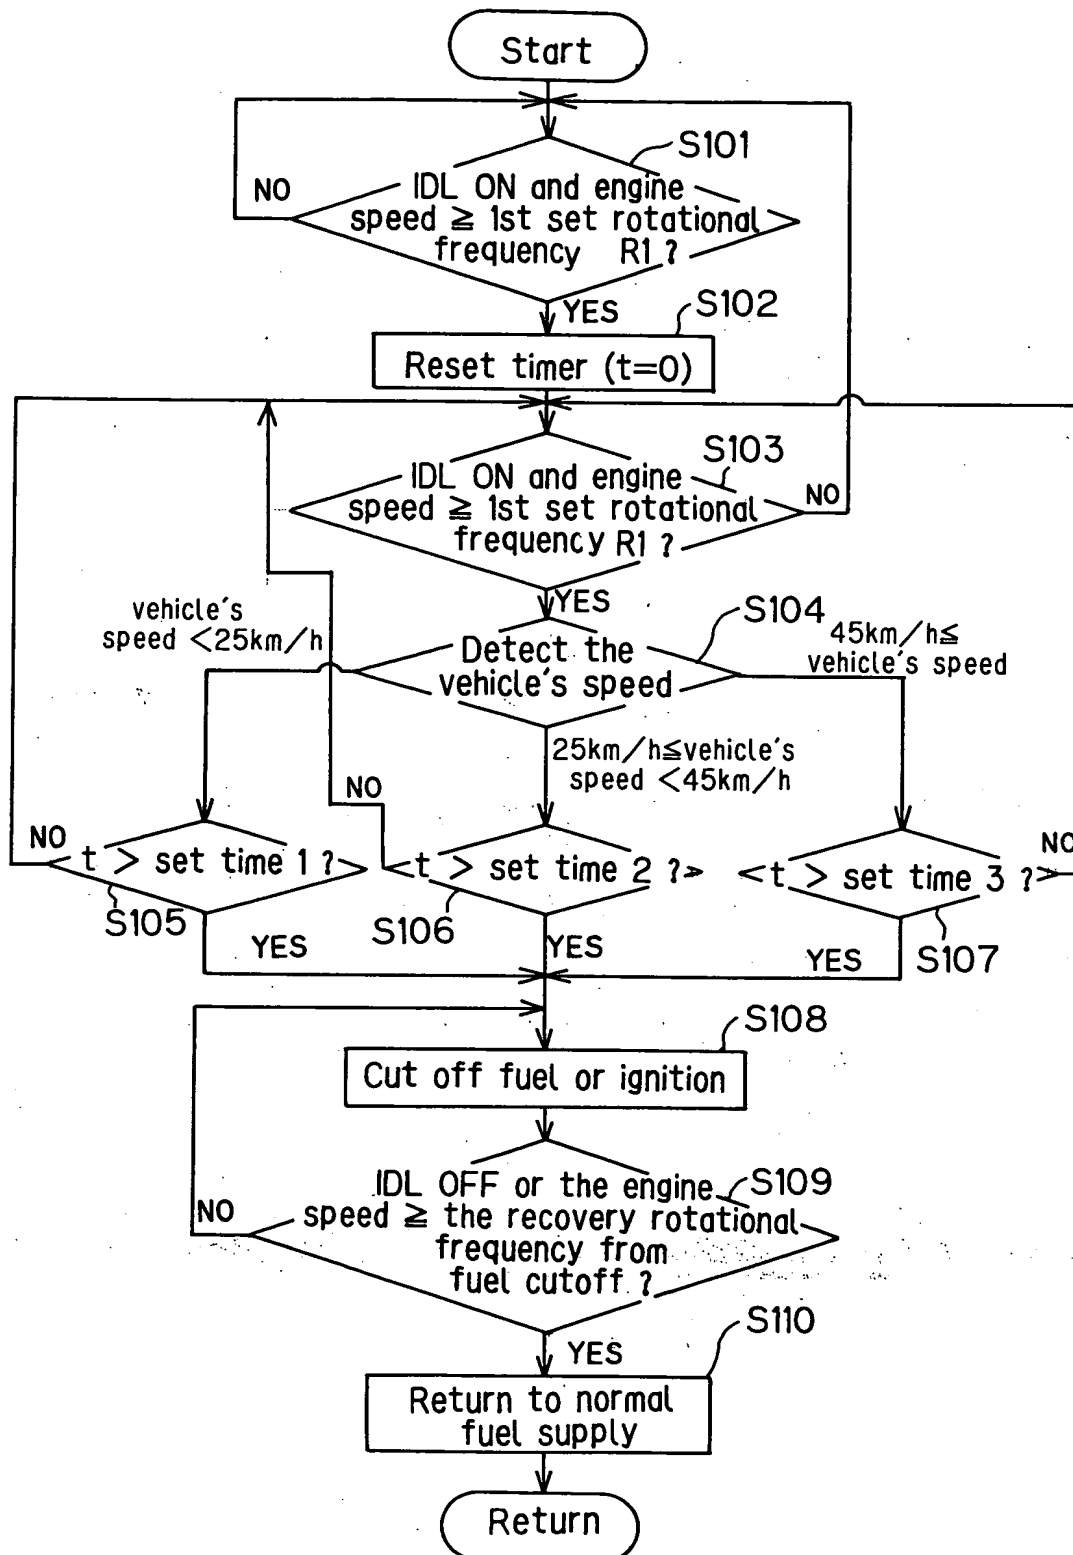 Start
S101
NO
IDL ON and engine
speed ≧ 1st set rotational
frequency R1 ?
YES
S102
Reset timer (t=0)
S103
IDL ON and engine
speed ≧ 1st set rotational
frequency R1 ?
NO
YES
S104
vehicle's
speed <25km/h
Detect the
vehicle's speed
45km/h≦
vehicle's speed
25km/h≦vehicle's
speed <45km/h
NO
NO
t > set time 1 ?
t > set time 2 ?
t > set time 3 ?
NO
S105
S106
S107
YES
YES
YES
S108
Cut off fuel or ignition
S109
IDL OFF or the engine
speed ≧ the recovery rotational
frequency from
fuel cutoff ?
NO
YES
S110
Return to normal
fuel supply
Return